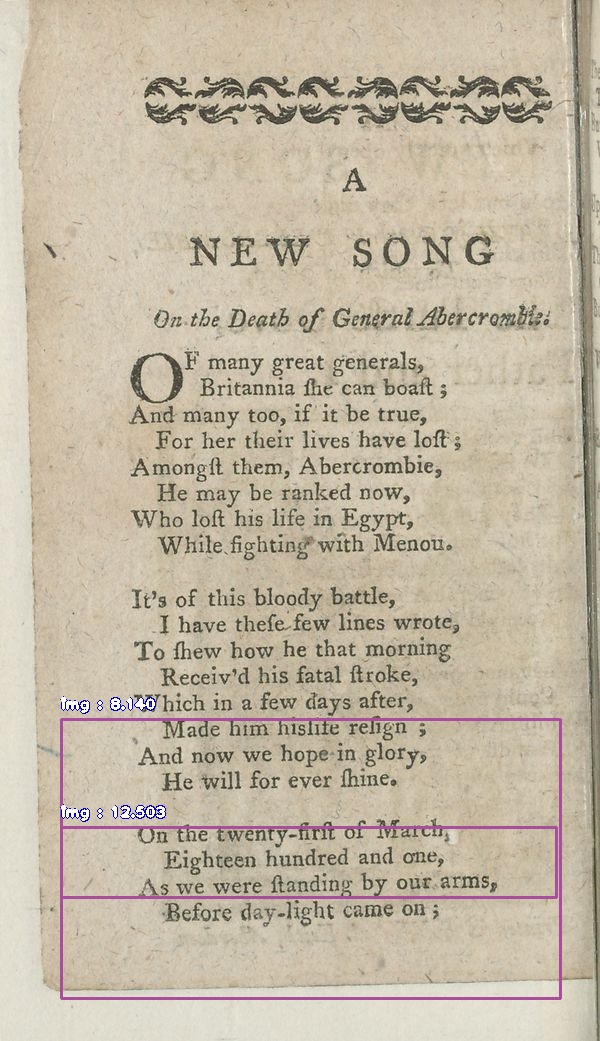 A
NEW SONG
On the Death of General Abercrombie.
OF many great generals,
Britannia ſhe can boaſt ;
And many too, if it be true,
For her their lives have loſt ;
Amongſt them, Abercrombie,
He may be ranked now,
Who loſt his life in Egypt,
While fighting with Menou.
It's of this bloody battle,
I have theſe few lines wrote,
To ſhew how he that morning
Receiv'd his fatal ſtroke,
Img : 8.140
Which in a few days after,
Made him hislife reſign ;
And now we hope in glory,
He will for ever ſhine.
Img : 12.503
On the twenty-firſt of March,
Eighteen hundred and one,
As we were ſtanding by our arms,
Before day-light came on ;